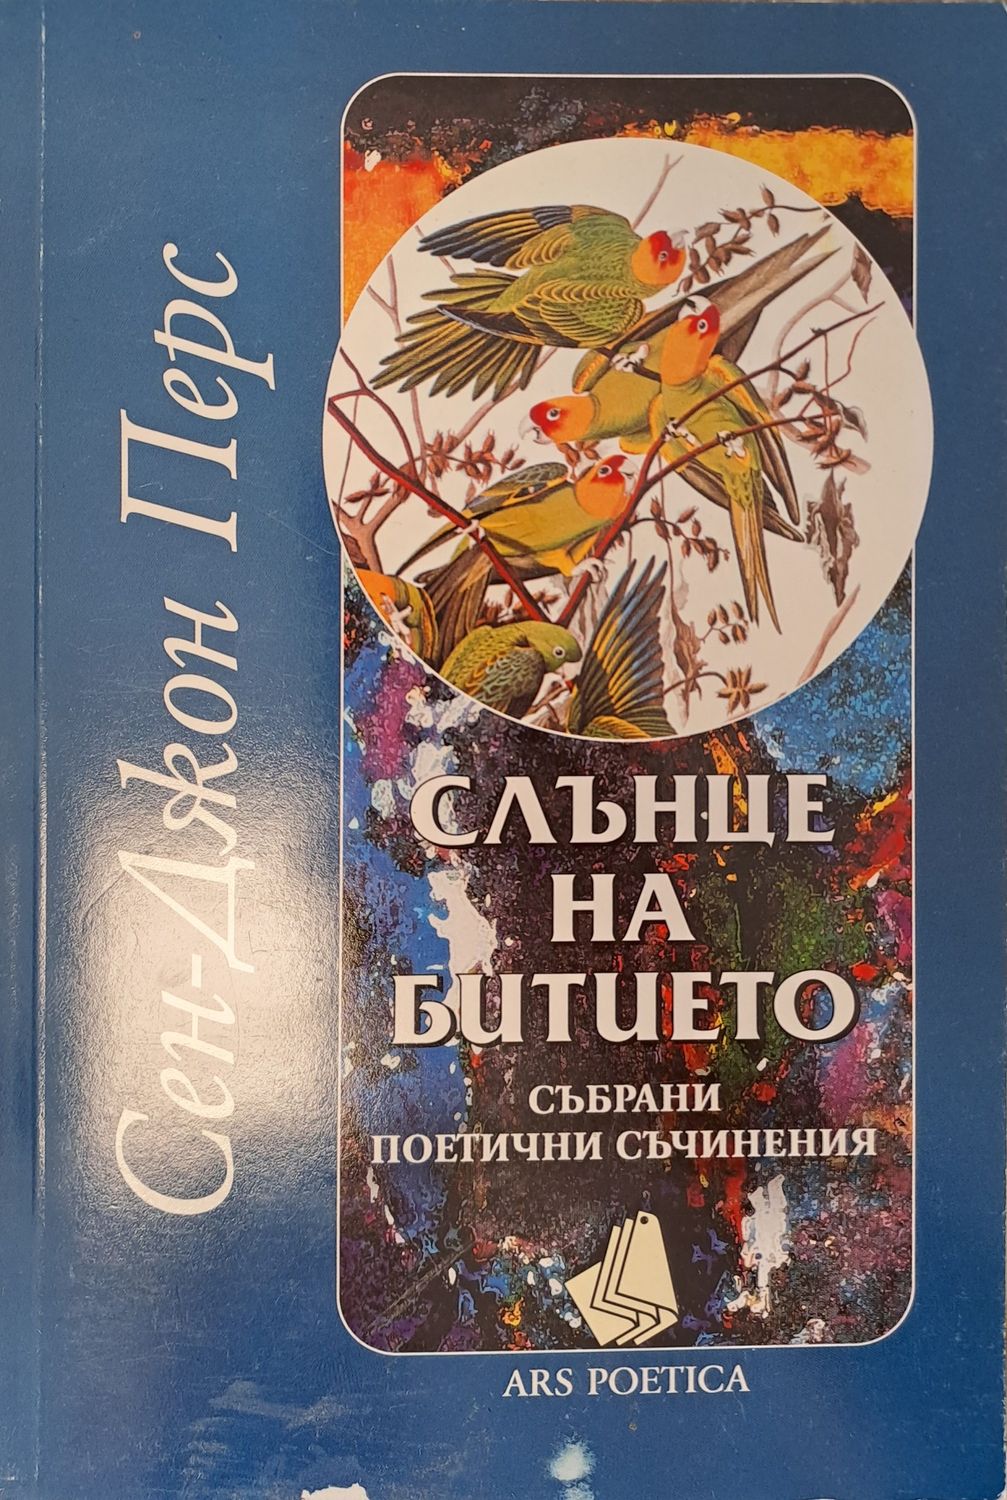 Сен-Джон Перс
СЛЪНЦЕ
НА
БИТИЕТО
СЪБРАНИ
ПОЕТИЧНИ СЪЧИНЕНИЯ
ARS POETICA